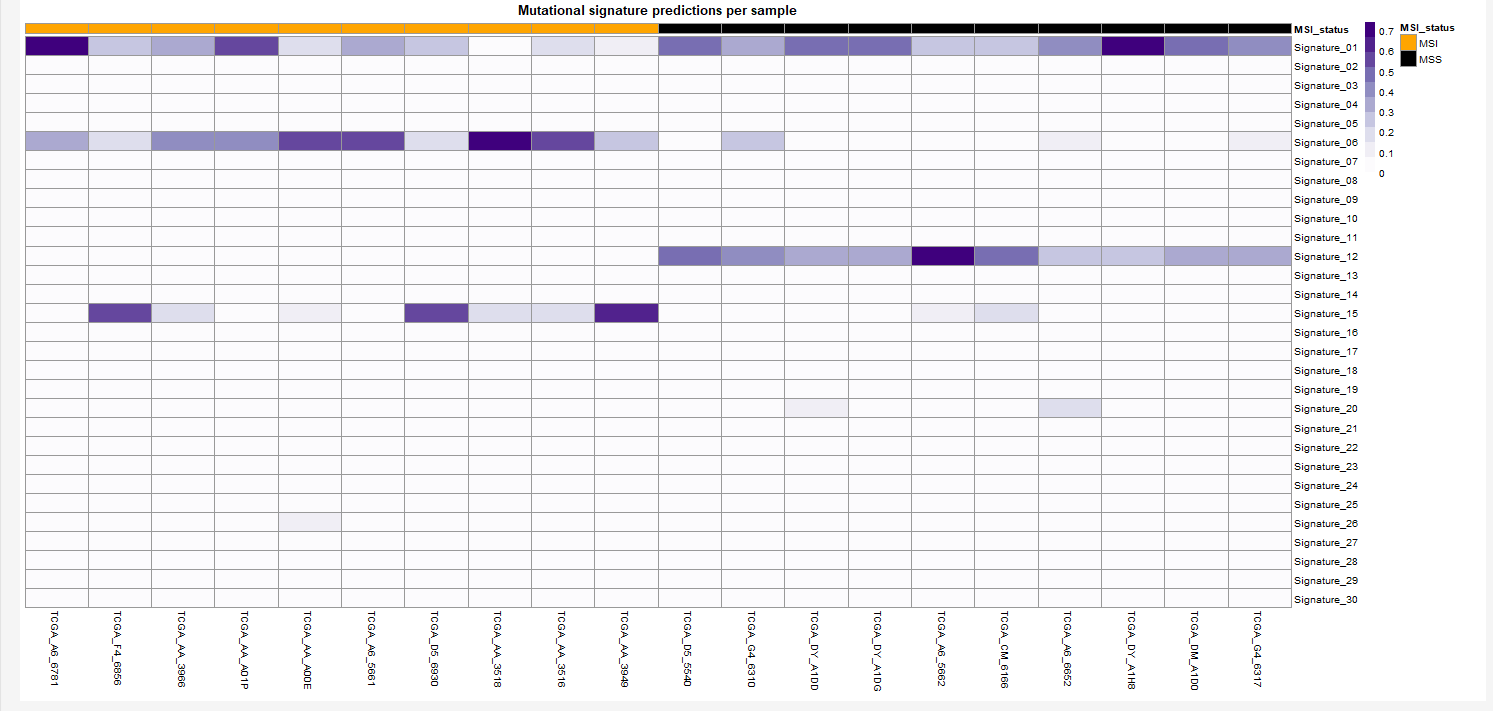 Mutational signature predictions per sample
MSI_status
Signature_01
Signature_02
Signature_03
Signature_04
Signature_05
Signature_06
Signature_07
Signature_08
Signature_09
Signature_10
Signature_11
Signature_12
Signature_13
Signature_14
Signature_15
Signature_16
Signature_17
Signature_18
Signature_19
Signature_20
Signature_21
Signature_22
Signature_23
Signature_24
Signature_25
Signature_26
Signature_27
Signature_28
Signature_29
Signature_30
0.7
0.6
0.5
0.4
0.3
0.2
0.1
0
MSI_status
MSI
MSS
TCGA_A6_6781
TCGA_F4_6856
TCGA_AA_3966
TCGA_AA_A01P
TCGA_AA_A00E
TCGA_A6_5661
TCGA_D5_6930
TCGA_AA_3518
TCGA_AA_3516
TCGA_AA_3949
TCGA_D5_5540
TCGA_G4_6310
TCGA_DY_A1DD
TCGA_DY_A1DG
TCGA_A6_5662
TCGA_CM_6166
TCGA_A6_6652
TCGA_DY_A1H8
TCGA_DM_A1D0
TCGA_G4_6317